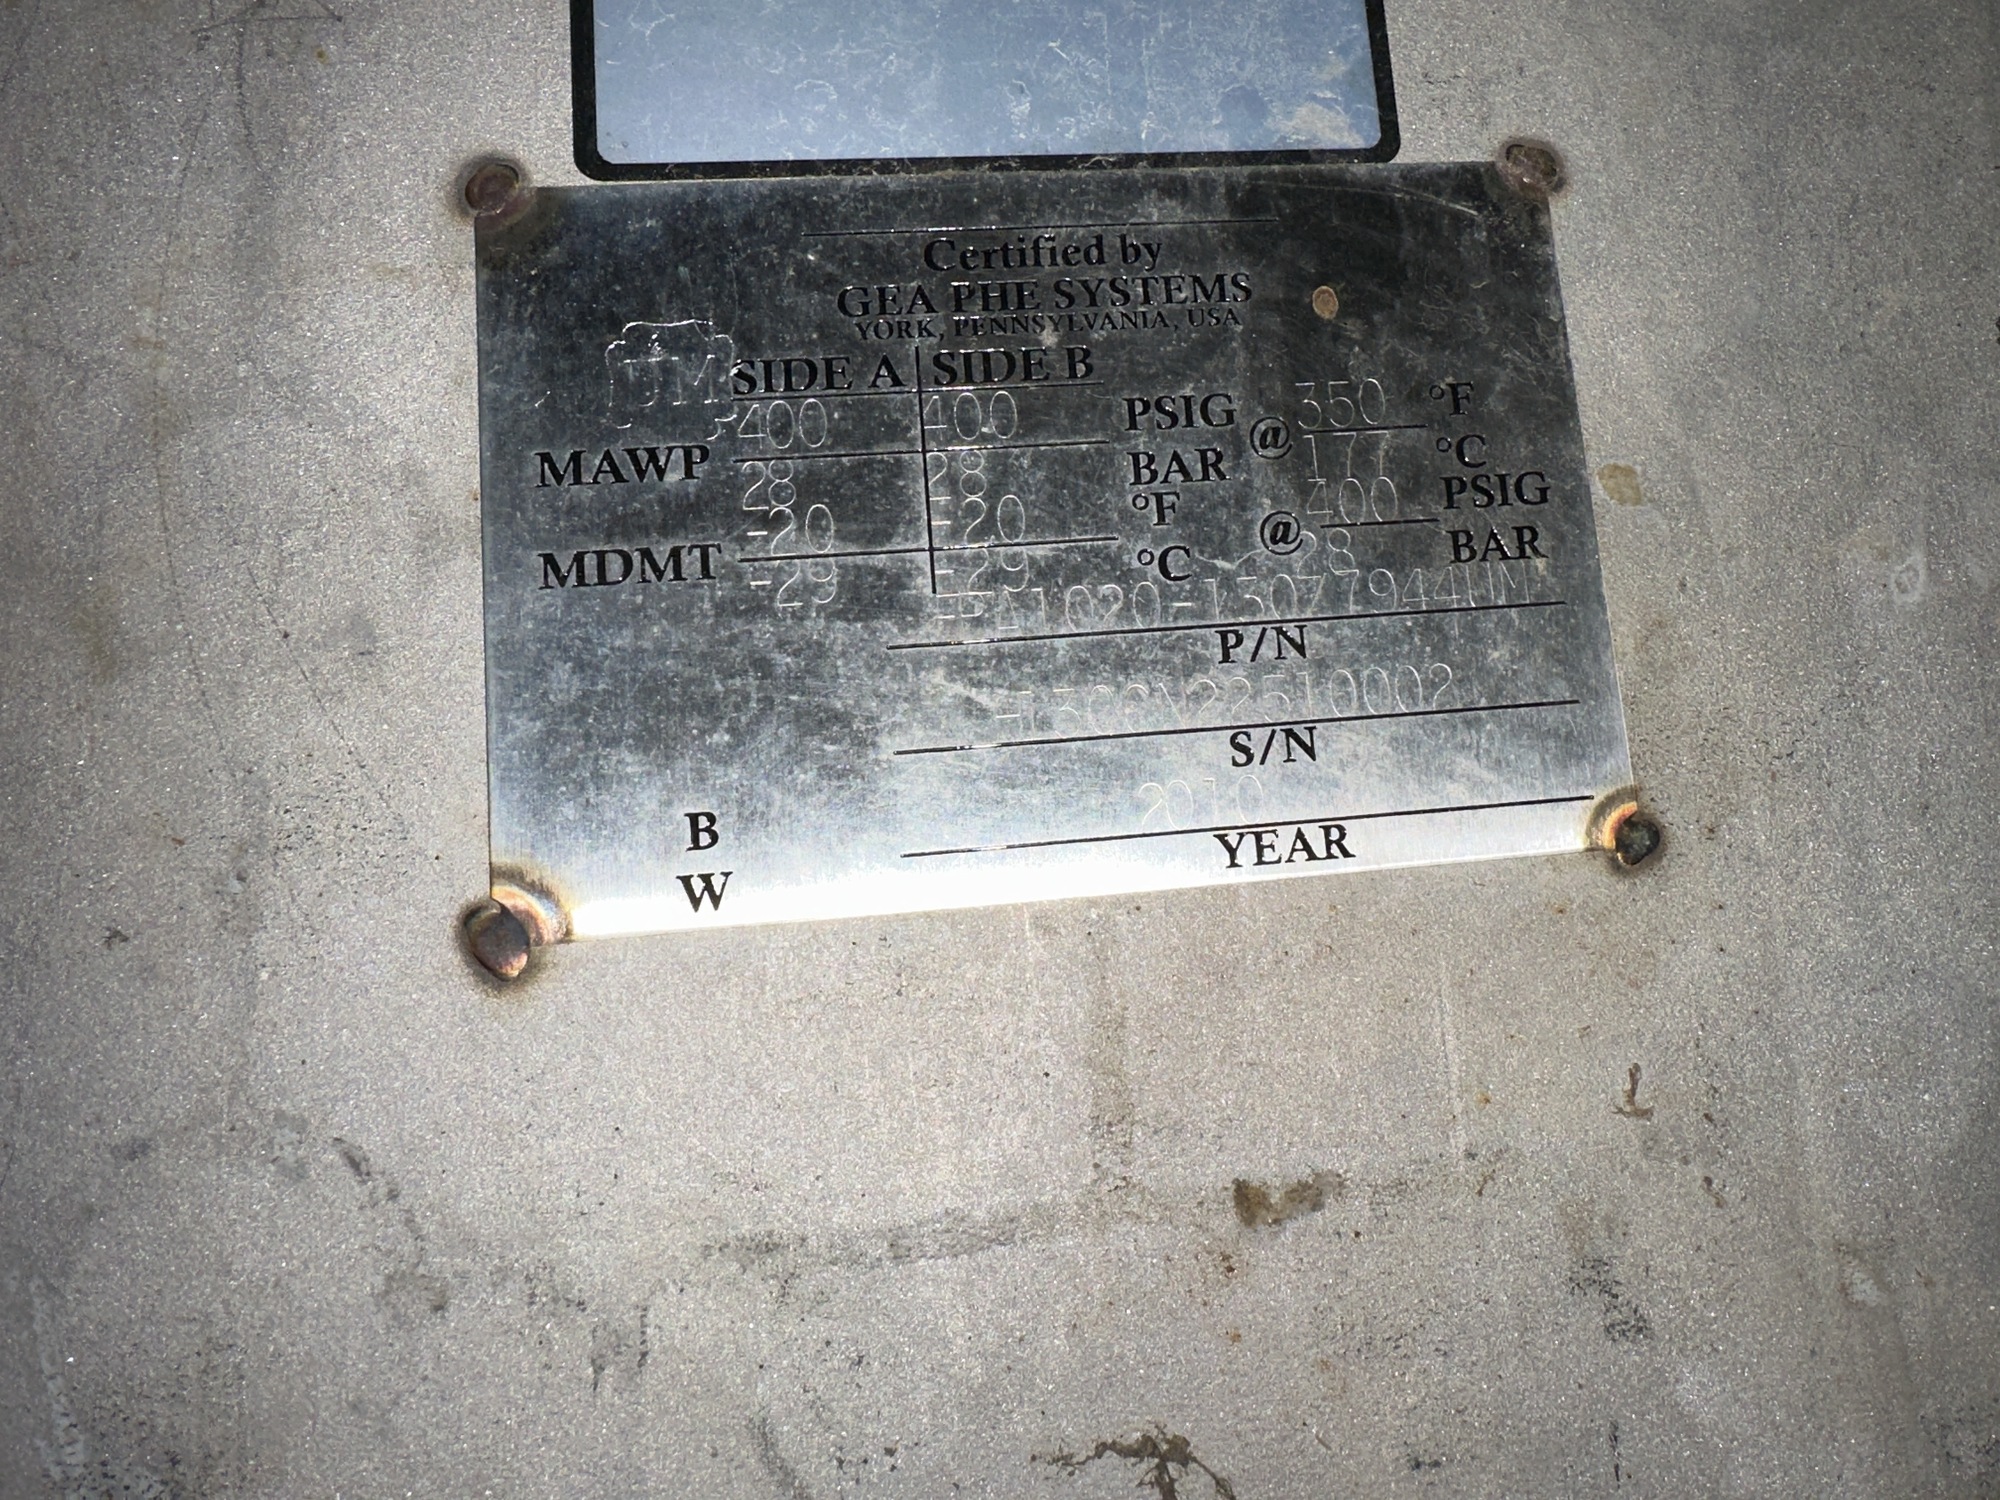 Certified by
GEA PHE SYSTEMS
YORK, PENNSYLVANIA, USA
UM
SIDE A SIDE B
400 400 PSIG @ 350 °F
MAWP
28 28 BAR 177 °C
-20 -20 °F @ 400 PSIG
MDMT
-29 -29 °C 28 BAR
P/N
S/N
2010
B
YEAR
W